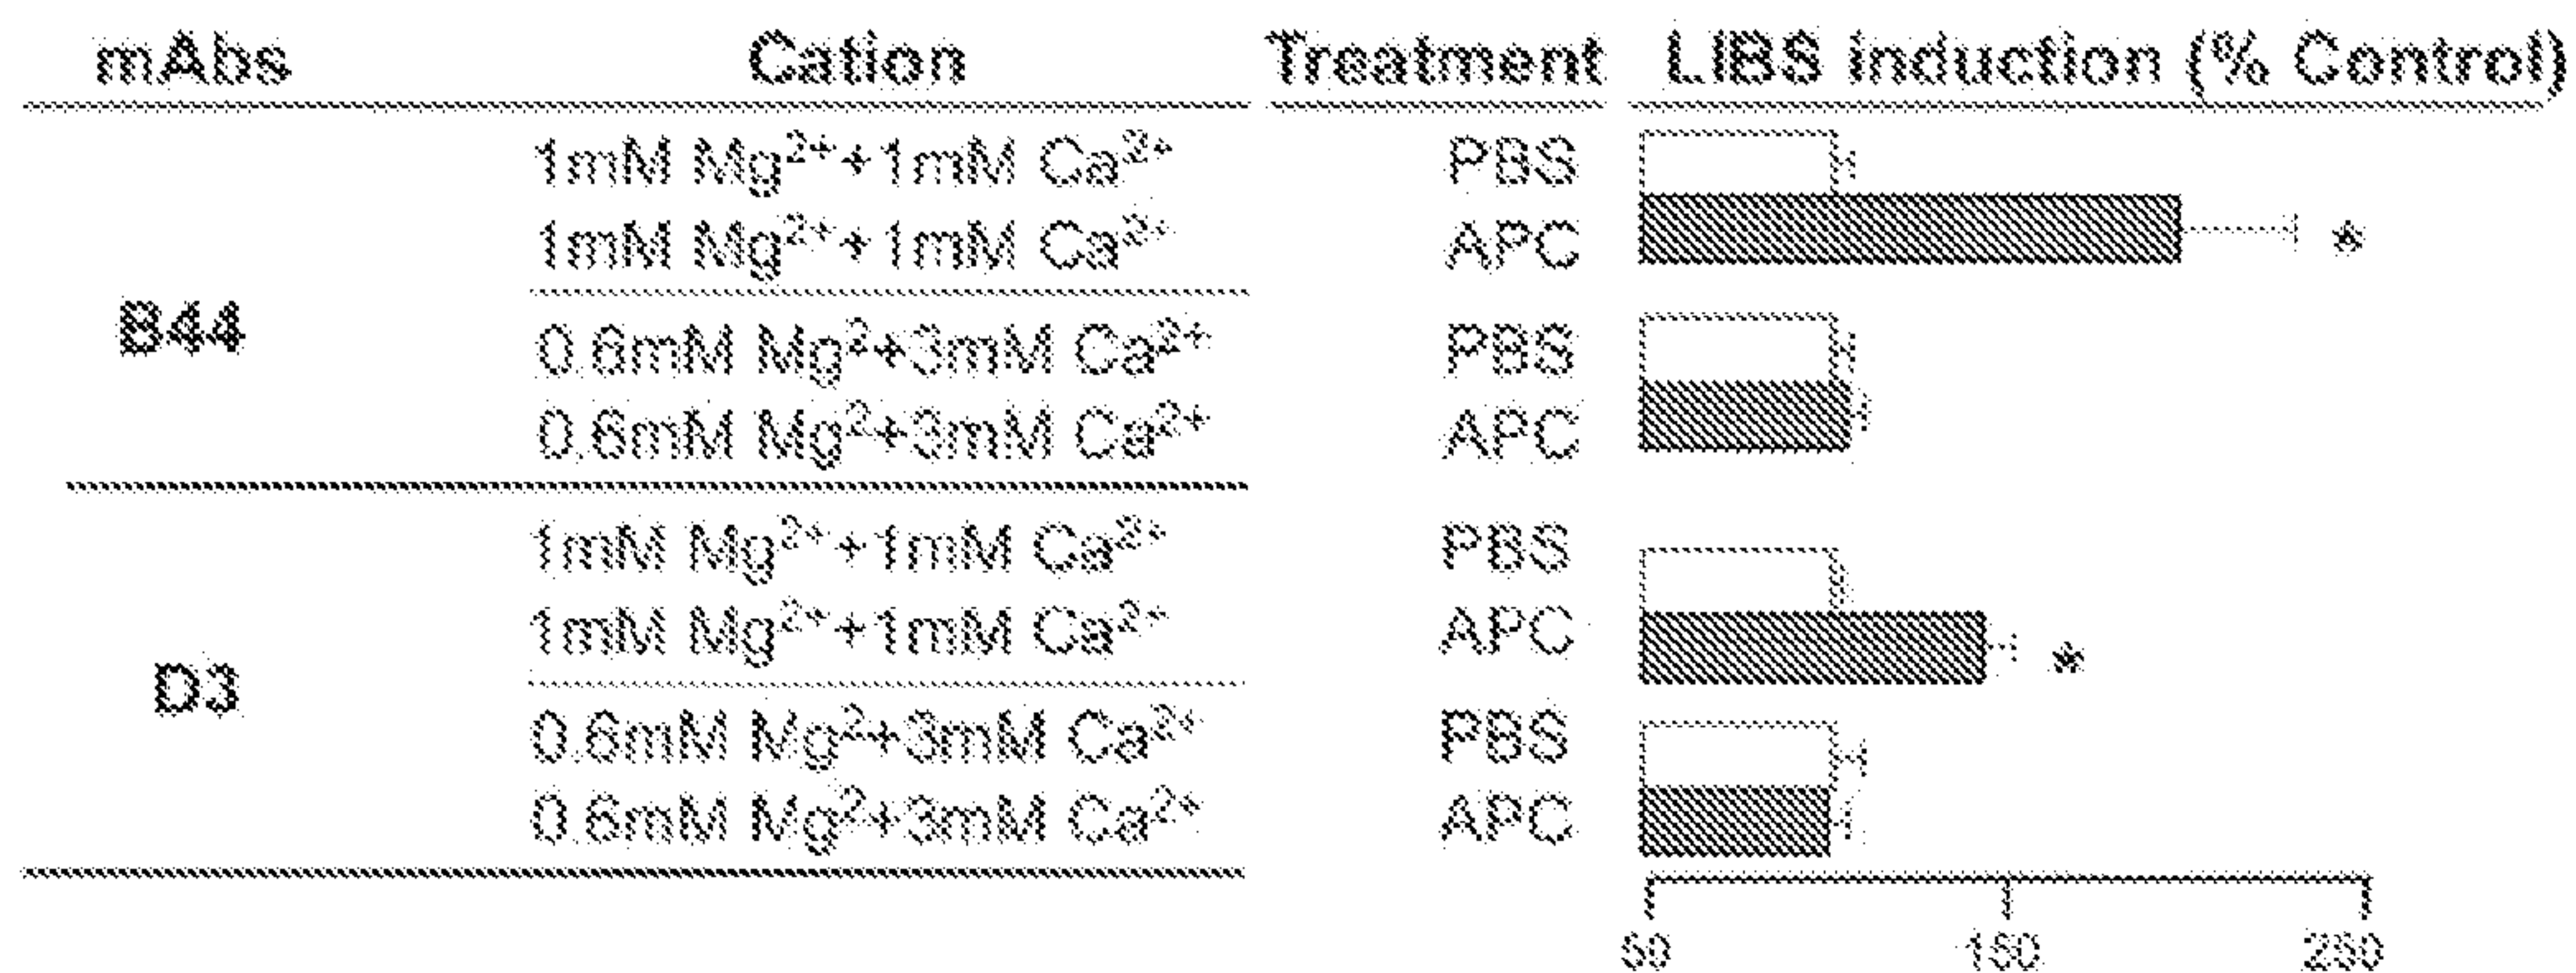 mAbs Cation Treatment LIBS induction (% Control)
1mM Mg²⁺+1mM Ca²⁺ PBS
1mM Mg²⁺+1mM Ca²⁺ APC *
B44
0.6mM Mg²+3mM Ca²⁺ PBS
0.6mM Mg²+3mM Ca²⁺ APC
1mM Mg²⁺+1mM Ca²⁺ PBS
1mM Mg²⁺+1mM Ca²⁺ APC *
D3
0.6mM Mg²+3mM Ca²⁺ PBS
0.6mM Mg²+3mM Ca²⁺ APC
50 150 250